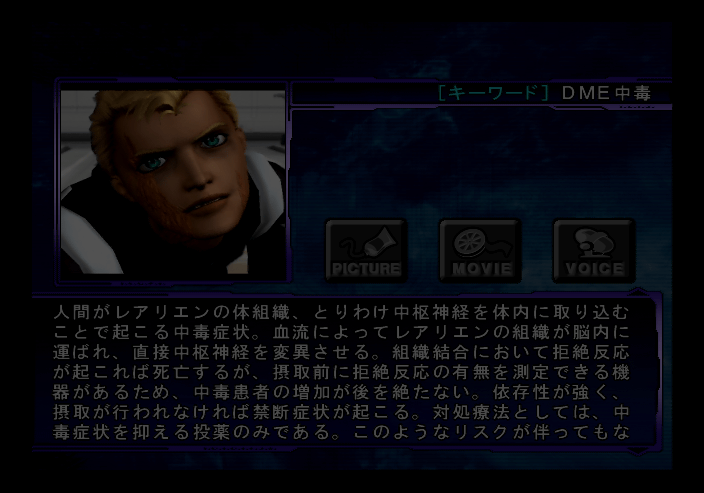 [キーワード] DME中毒
PICTURE
MOVIE
VOICE
人間がレアリエンの体組織、とりわけ中枢神経を体内に取り込む
ことで起こる中毒症状。血流によってレアリエンの組織が脳内に
運ばれ、直接中枢神経を変異させる。組織結合において拒絶反応
が起これば死亡するが、摂取前に拒絶反応の有無を測定できる機
器があるため、中毒患者の増加が後を絶たない。依存性が強く、
摂取が行われなければ禁断症状が起こる。対処療法としては、中
毒症状を抑える投薬のみである。このようなリスクが伴ってもな